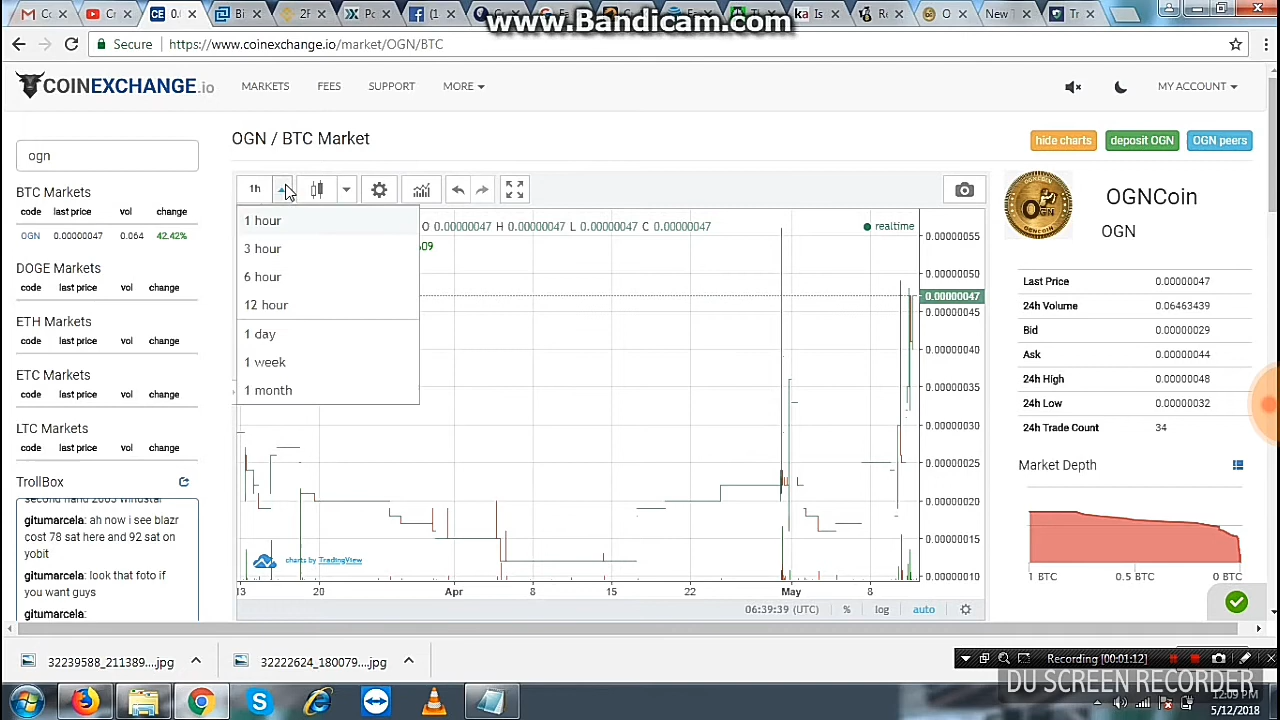 www.Bandicam.com
Secure
https://www.coinexchange.io/market/OGN/BTC
COINEXCHANGE.io
MARKETS
FEES
SUPPORT
MORE
MY ACCOUNT
ogn
BTC Markets
code last price vol change
OGN 0.00000047 0.064 42.42%
DOGE Markets
code last price vol change
ETH Markets
code last price vol change
ETC Markets
code last price vol change
LTC Markets
code last price vol change
TrollBox
second hand 2003 windstar
gitumarcela: ah now i see blazr
cost 78 sat here and 92 sat on
yobit
gitumarcela: look that foto if
you want guys
gitumarcela:
OGN / BTC Market
hide charts
deposit OGN
OGN peers
1h
1 hour
3 hour
6 hour
12 hour
1 day
1 week
1 month
O 0.00000047 H 0.00000047 L 0.00000047 C 0.00000047
realtime
0.00000055
0.00000050
0.00000047
0.00000045
0.00000040
0.00000035
0.00000030
0.00000025
0.00000020
0.00000015
0.00000010
charts by TradingView
13 20 Apr 8 15 22 May 8
06:39:39 (UTC) % log auto
OGNCOIN
OGNCoin
OGN
Last Price 0.00000047
24h Volume 0.06463439
Bid 0.00000029
Ask 0.00000044
24h High 0.00000048
24h Low 0.00000032
24h Trade Count 34
Market Depth
1 BTC 0.5 BTC 0 BTC
32239588_211389....jpg
32222624_180079....jpg
Recording [00:01:12]
DU SCREEN RECORDER
12:09 PM
5/12/2018